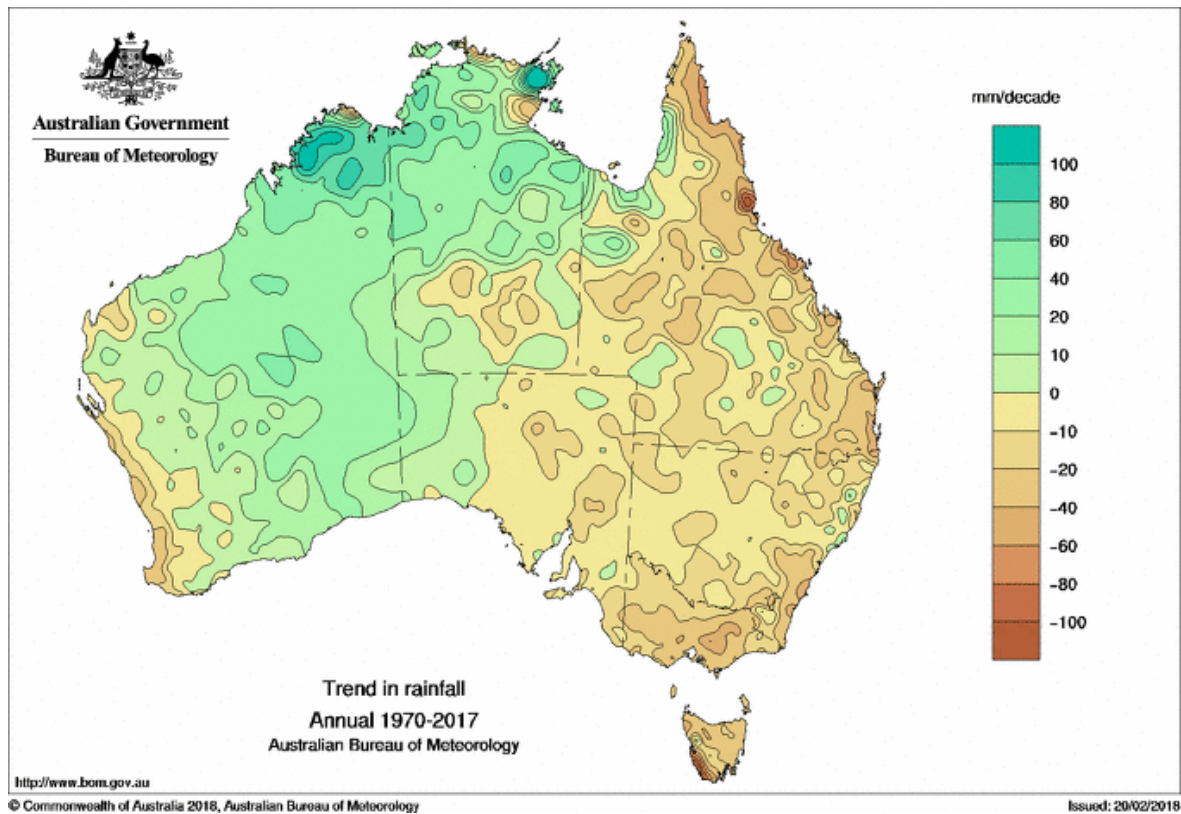 Australian Government
Bureau of Meteorology
mm/decade
100
80
60
40
20
10
0
-10
-20
-40
-60
-80
-100
Trend in rainfall
Annual 1970-2017
Australian Bureau of Meteorology
http://www.bom.gov.au
© Commonwealth of Australia 2018, Australian Bureau of Meteorology
Issued: 20/02/2018